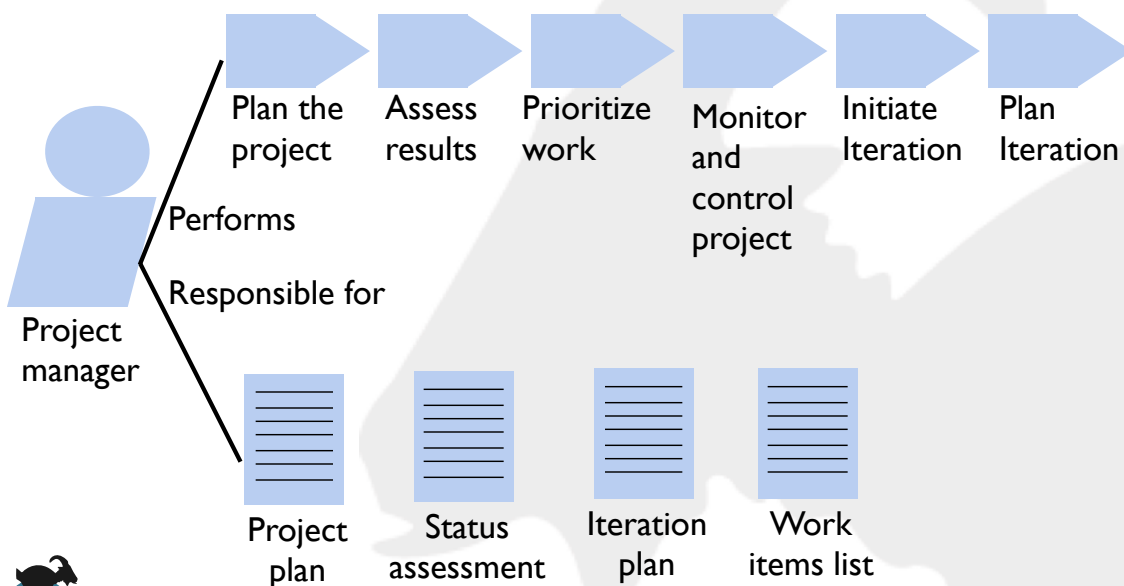 Plan the
project
Assess
results
Prioritize
work
Monitor
and
control
project
Initiate
Iteration
Plan
Iteration
Performs
Responsible for
Project
manager
Project
plan
Status
assessment
Iteration
plan
Work
items list